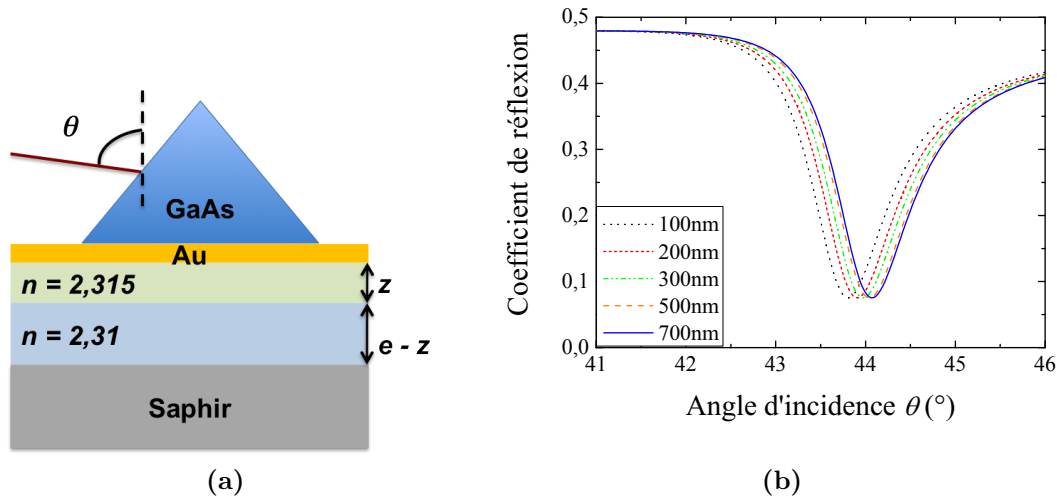 θ
GaAs
Au
n = 2,315
z
n = 2,31
e - z
Saphir
(a)
Coefficient de réflexion
0,5
0,4
0,3
0,2
0,1
0,0
100nm
200nm
300nm
500nm
700nm
41 42 43 44 45 46
Angle d'incidence θ (°)
(b)